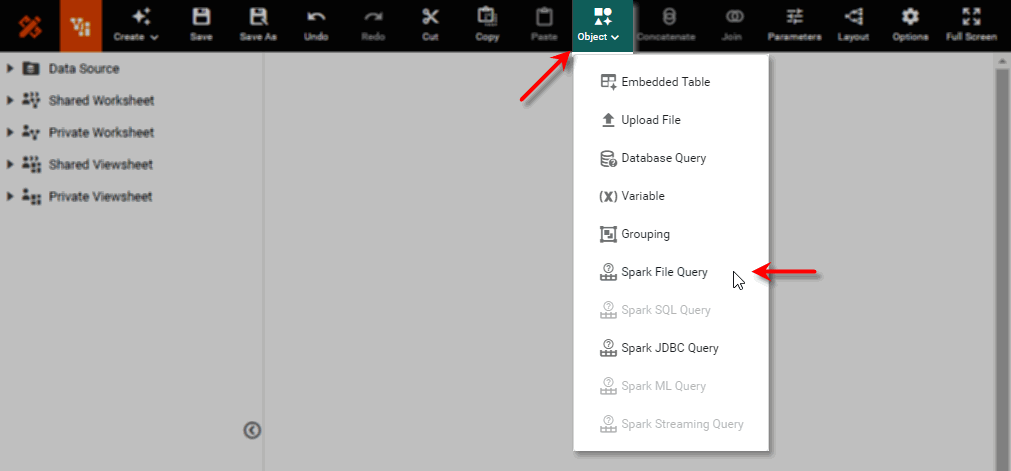 Create
Save
Save As
Undo
Redo
Cut
Copy
Paste
Object
Concatenate
Join
Parameters
Layout
Options
Full Screen
Data Source
Shared Worksheet
Private Worksheet
Shared Viewsheet
Private Viewsheet
Embedded Table
Upload File
Database Query
(X) Variable
Grouping
Spark File Query
Spark SQL Query
Spark JDBC Query
Spark ML Query
Spark Streaming Query